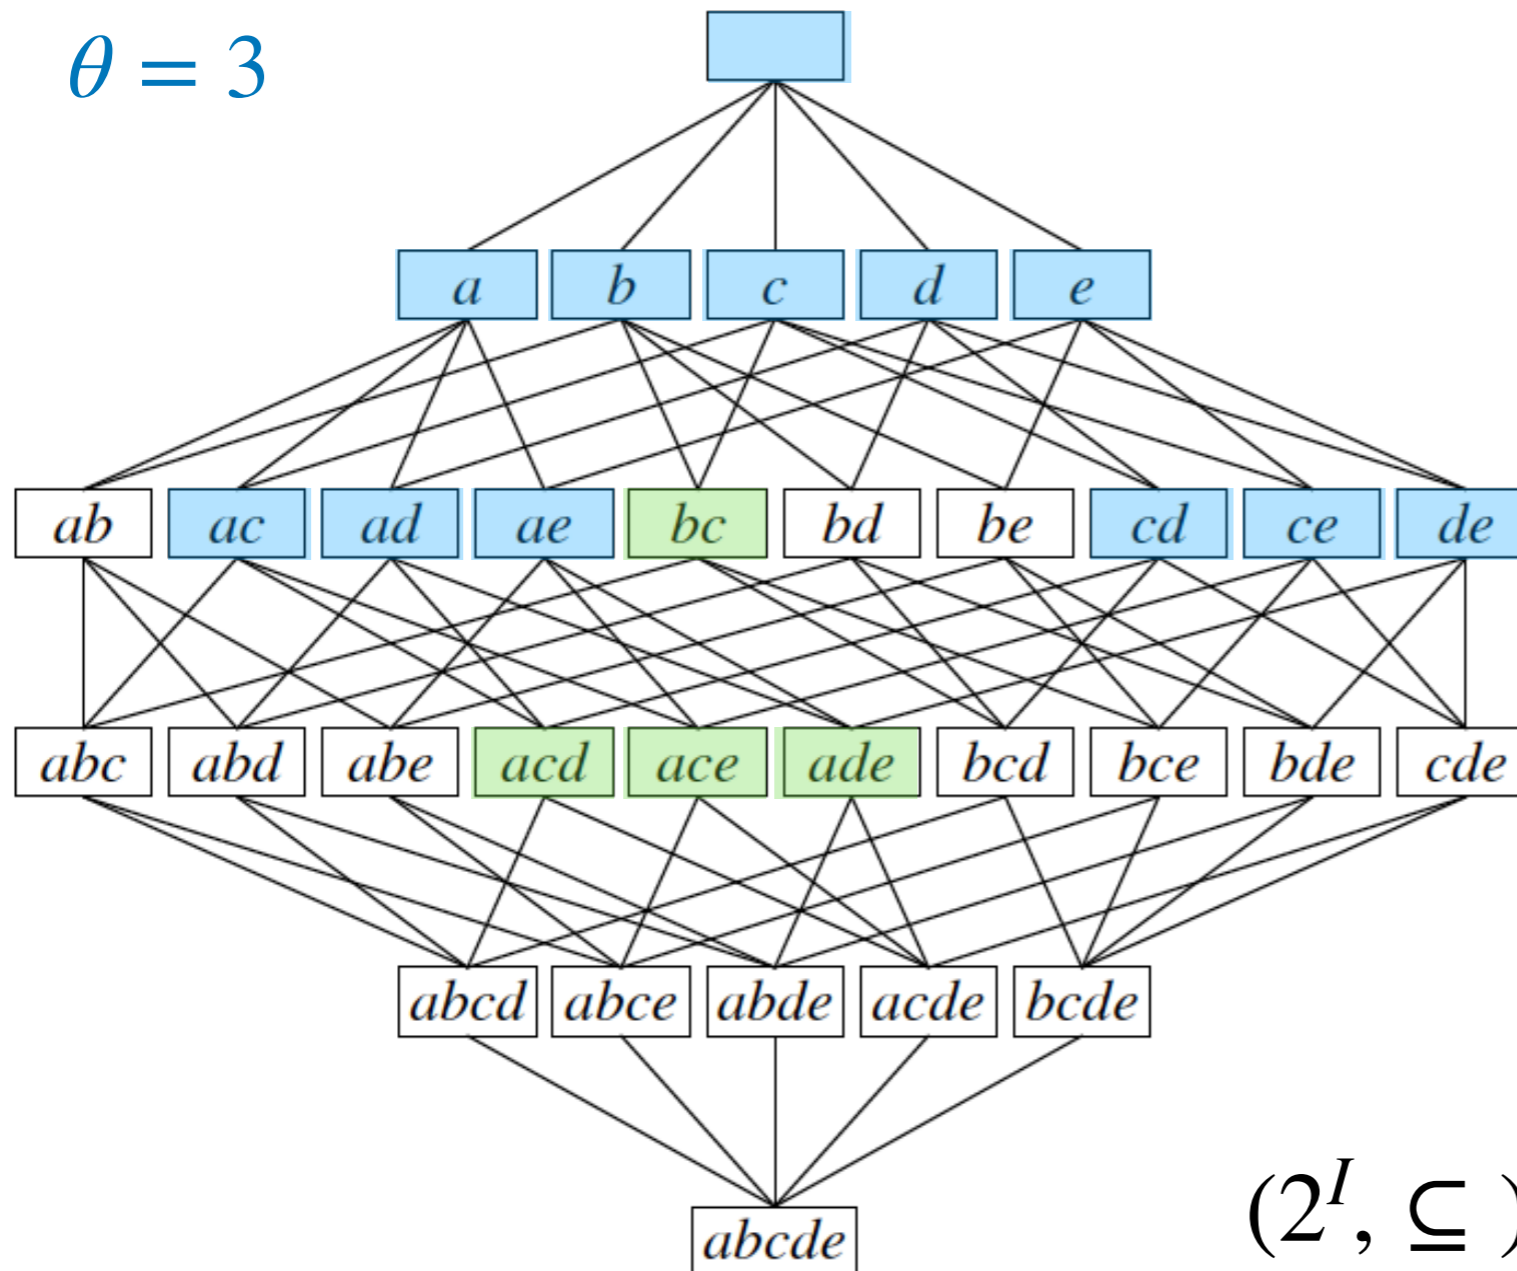 θ = 3
a b c d e
ab ac ad ae bc bd be cd ce de
abc abd abe acd ace ade bcd bce bde cde
abcd abce abde acde bcde
abcde
(2^I, ⊆ )